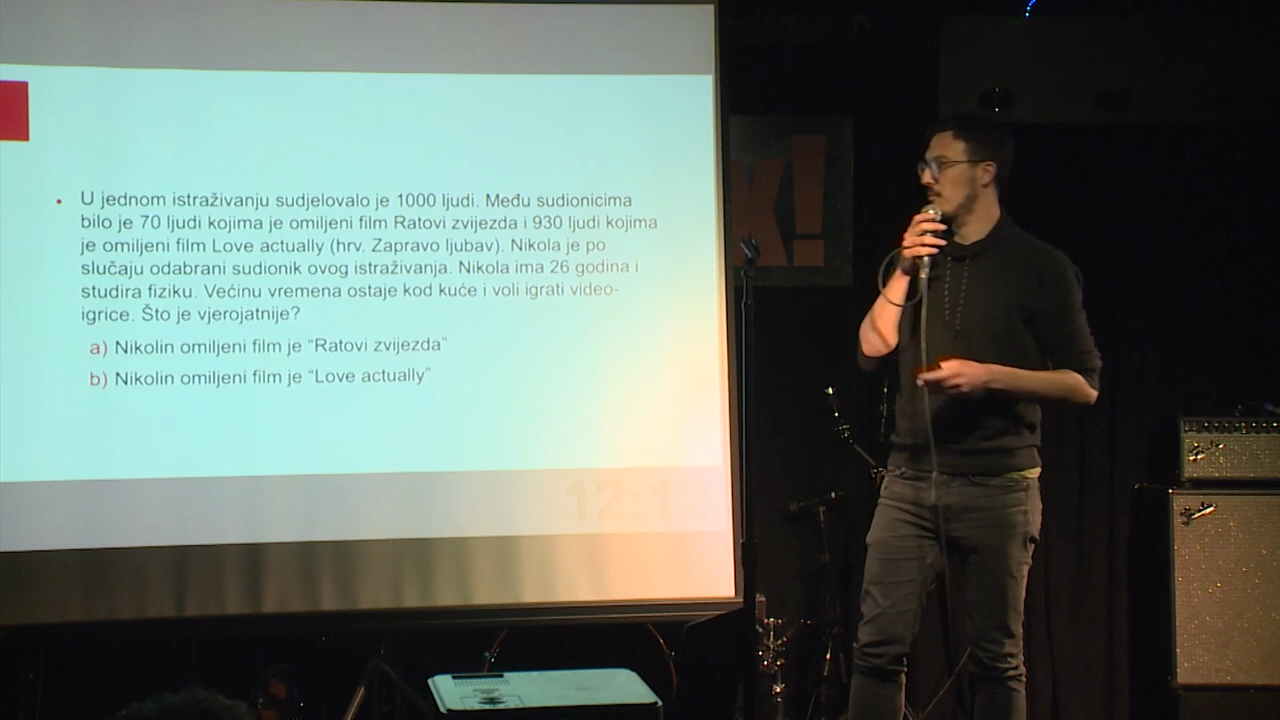 U jednom istraživanju sudjelovalo je 1000 ljudi. Među sudionicima
bilo je 70 ljudi kojima je omiljeni film Ratovi zvijezda i 930 ljudi kojima
je omiljeni film Love actually (hrv. Zapravo ljubav). Nikola je po
slučaju odabrani sudionik ovog istraživanja. Nikola ima 26 godina i
studira fiziku. Većinu vremena ostaje kod kuće i voli igrati video-
igrice. Što je vjerojatnije?
a) Nikolin omiljeni film je “Ratovi zvijezda”
b) Nikolin omiljeni film je “Love actually”
K!